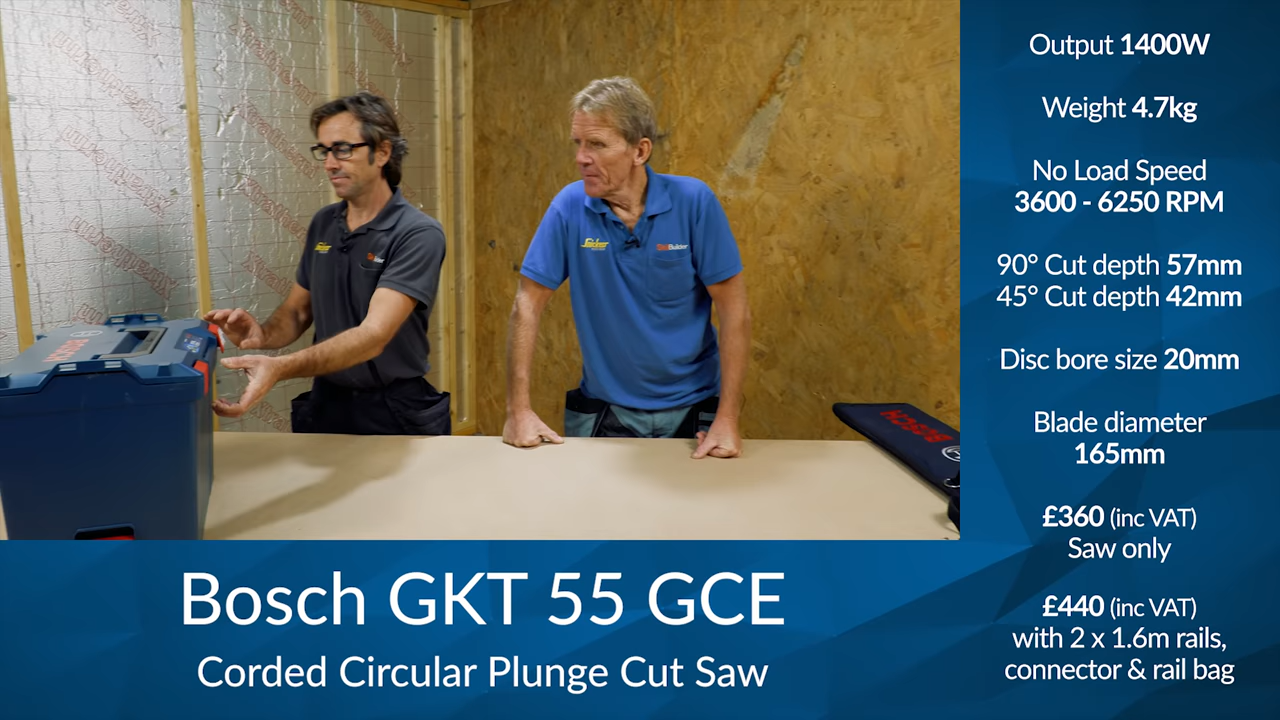 Output 1400W
Weight 4.7kg
No Load Speed
3600 - 6250 RPM
90° Cut depth 57mm
45° Cut depth 42mm
Disc bore size 20mm
Blade diameter
165mm
£360 (inc VAT)
Saw only
£440 (inc VAT)
with 2 x 1.6m rails,
connector & rail bag
BOSCH
BOSCH
Bosch GKT 55 GCE
Corded Circular Plunge Cut Saw